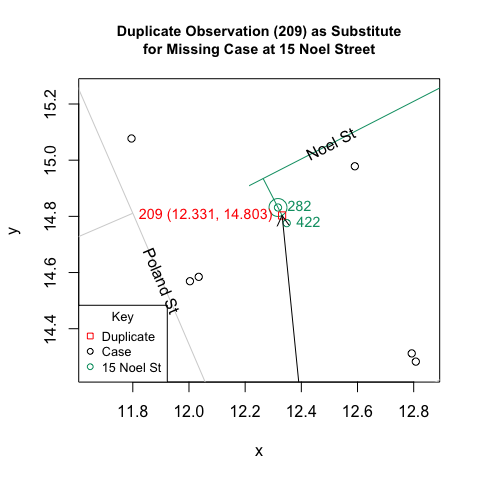 Duplicate Observation (209) as Substitute
for Missing Case at 15 Noel Street
15.2
15.0
14.8
14.6
14.4
y
Noel St
282
209 (12.331, 14.803)
422
Poland St
Key
Duplicate
Case
15 Noel St
11.8 12.0 12.2 12.4 12.6 12.8
x